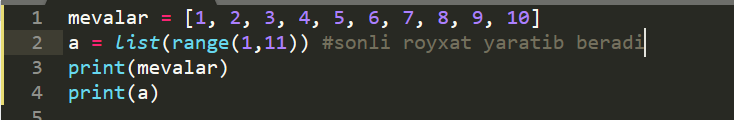 1 mevalar = [1, 2, 3, 4, 5, 6, 7, 8, 9, 10]
2 a = list(range(1,11)) #sonli royxat yaratib beradi
3 print(mevalar)
4 print(a)
5